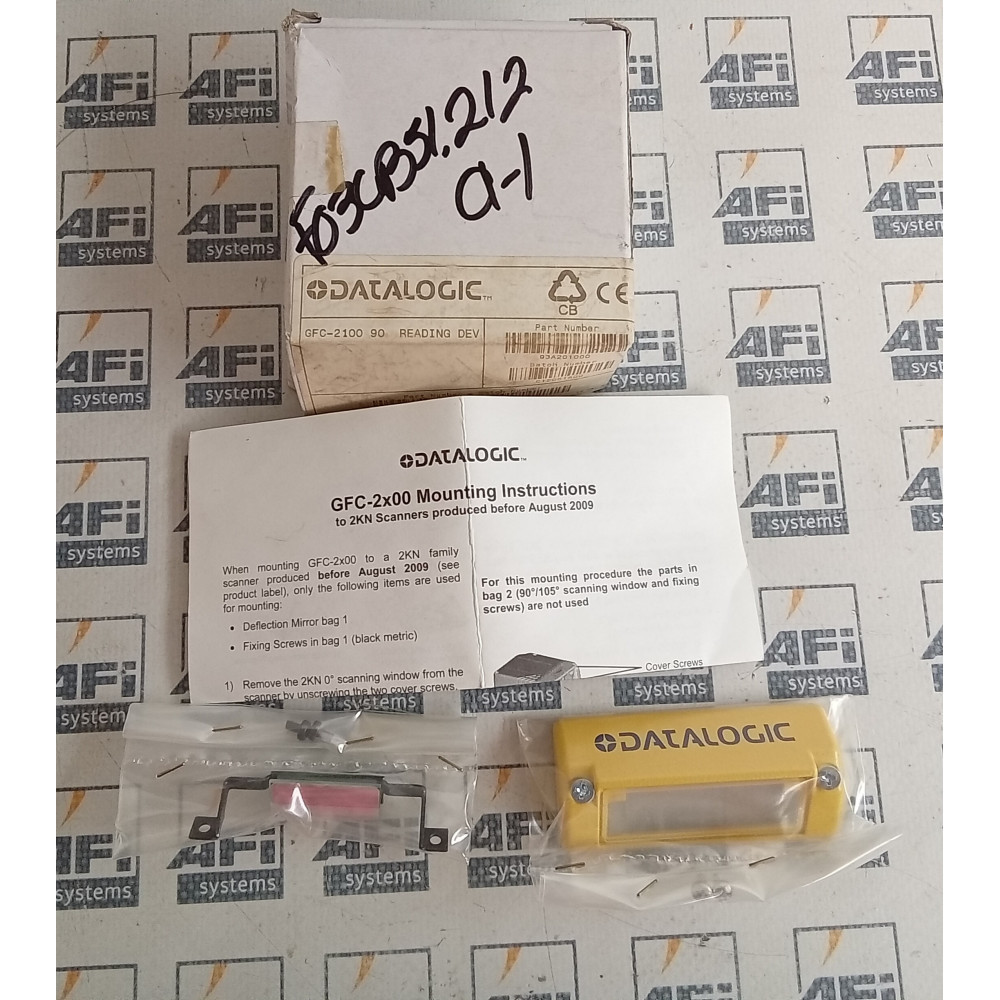 F03CB51.212
a-1
DATALOGIC™
CB CE
GFC-2100 90 READING DEV
Part Number
93A201000
DATALOGIC™
GFC-2x00 Mounting Instructions
to 2KN Scanners produced before August 2009
When mounting GFC-2x00 to a 2KN family
scanner produced before August 2009 (see
product label), only the following items are used
for mounting:
• Deflection Mirror bag 1
• Fixing Screws in bag 1 (black metric)
1) Remove the 2KN 0° scanning window from the
scanner by unscrewing the two cover screws.
For this mounting procedure the parts in
bag 2 (90°/105° scanning window and fixing
screws) are not used
Cover Screws
DATALOGIC
AFi
systems